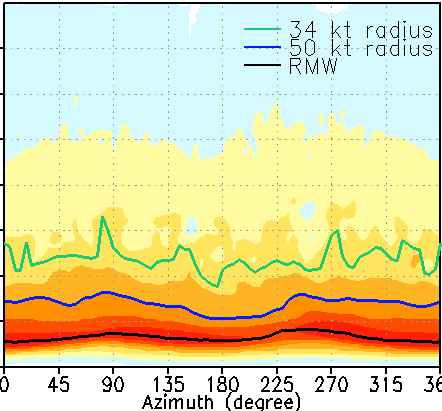 34 kt radius
50 kt radius
RMW
0 45 90 135 180 225 270 315 36
Azimuth (degree)